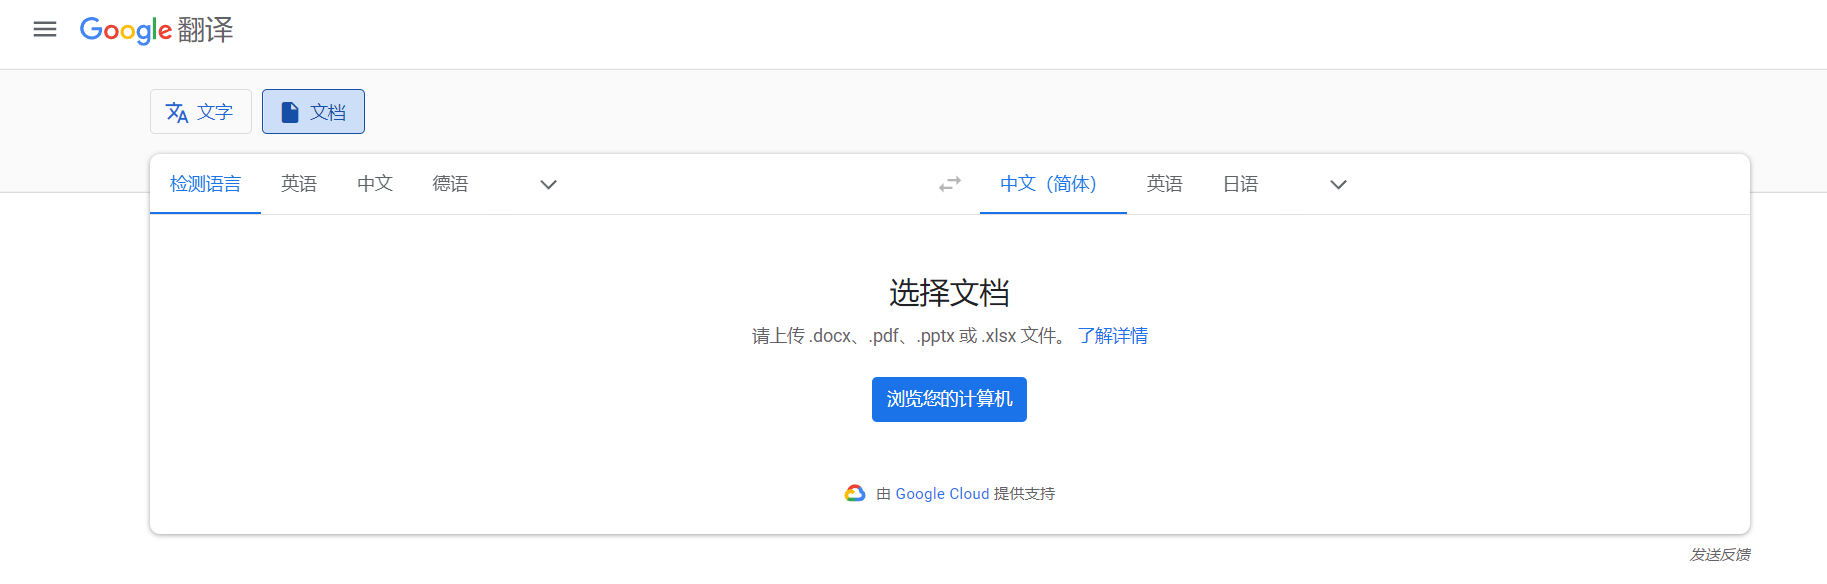 Google 翻译
文字 文档
检测语言 英语 中文 德语 中文（简体） 英语 日语
选择文档
请上传 .docx、.pdf、.pptx 或 .xlsx 文件。 了解详情
浏览您的计算机
由 Google Cloud 提供支持
发送反馈